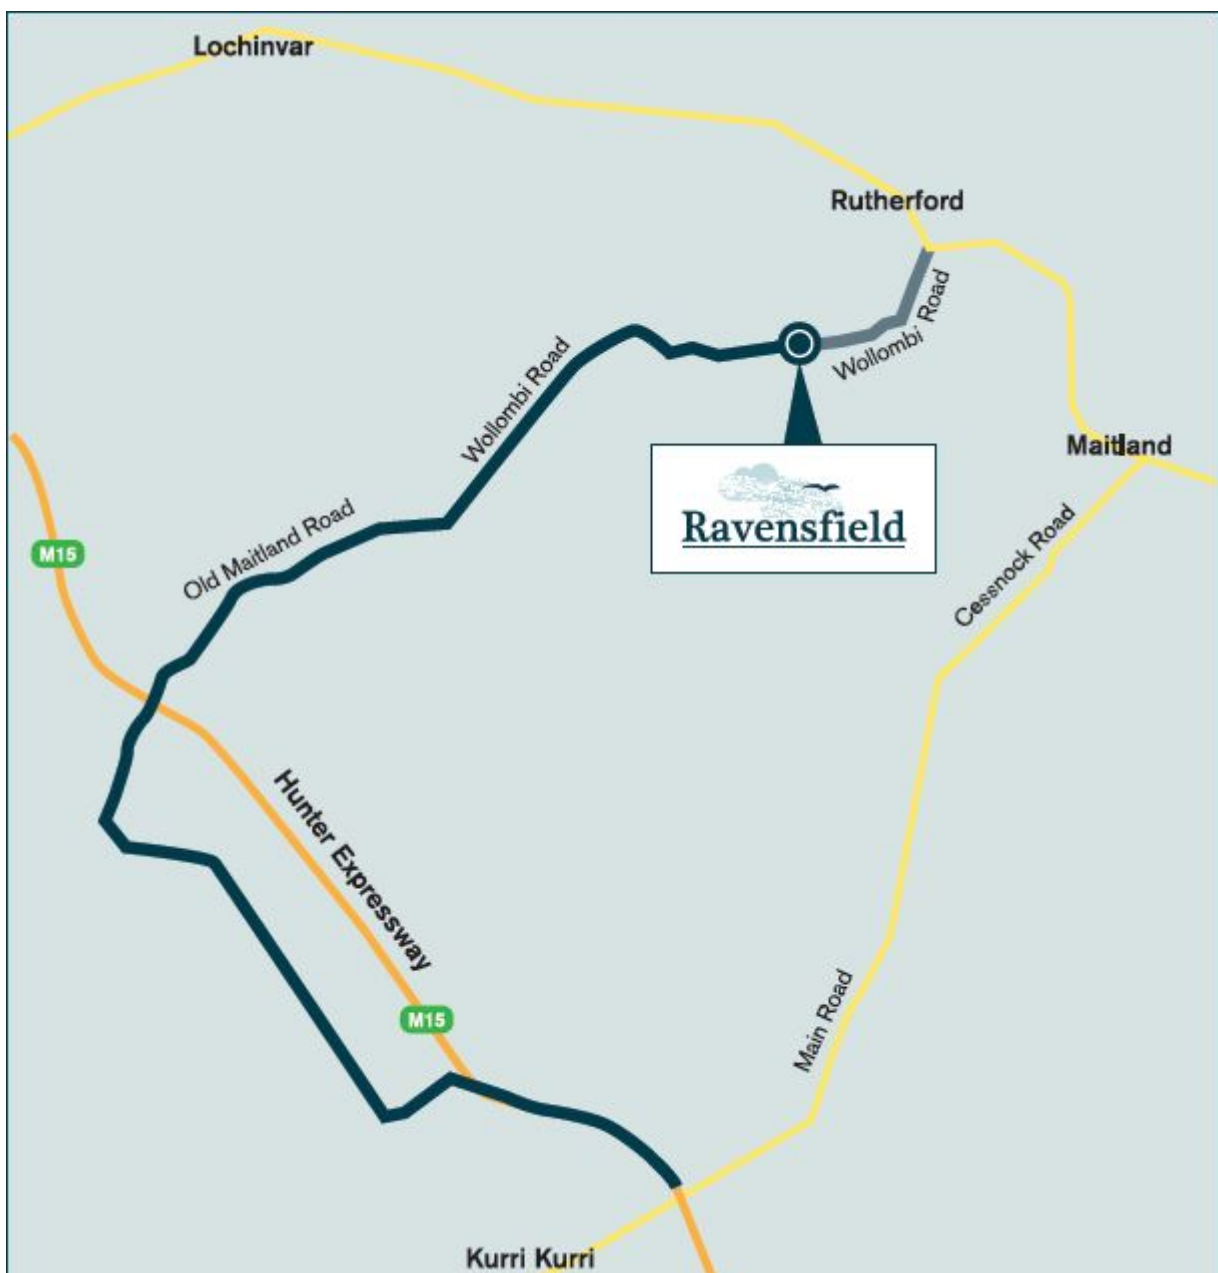 Lochinvar
Rutherford
Wollombi Road
Wollombi Road
Maitland
Ravensfield
Old Maitland Road
M15
Cessnock Road
Hunter Expressway
M15
Main Road
Kurri Kurri